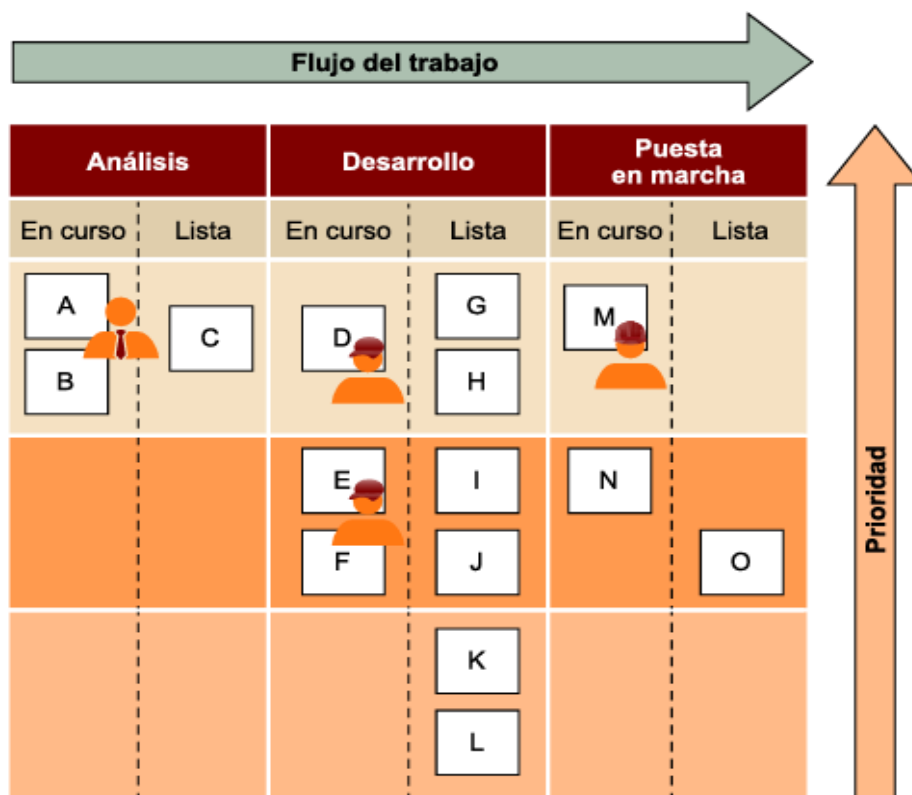 Flujo del trabajo
Análisis
Desarrollo
Puesta
en marcha
En curso
Lista
En curso
Lista
En curso
Lista
A
B
C
D
G
H
M
E
F
I
J
N
O
K
L
Prioridad